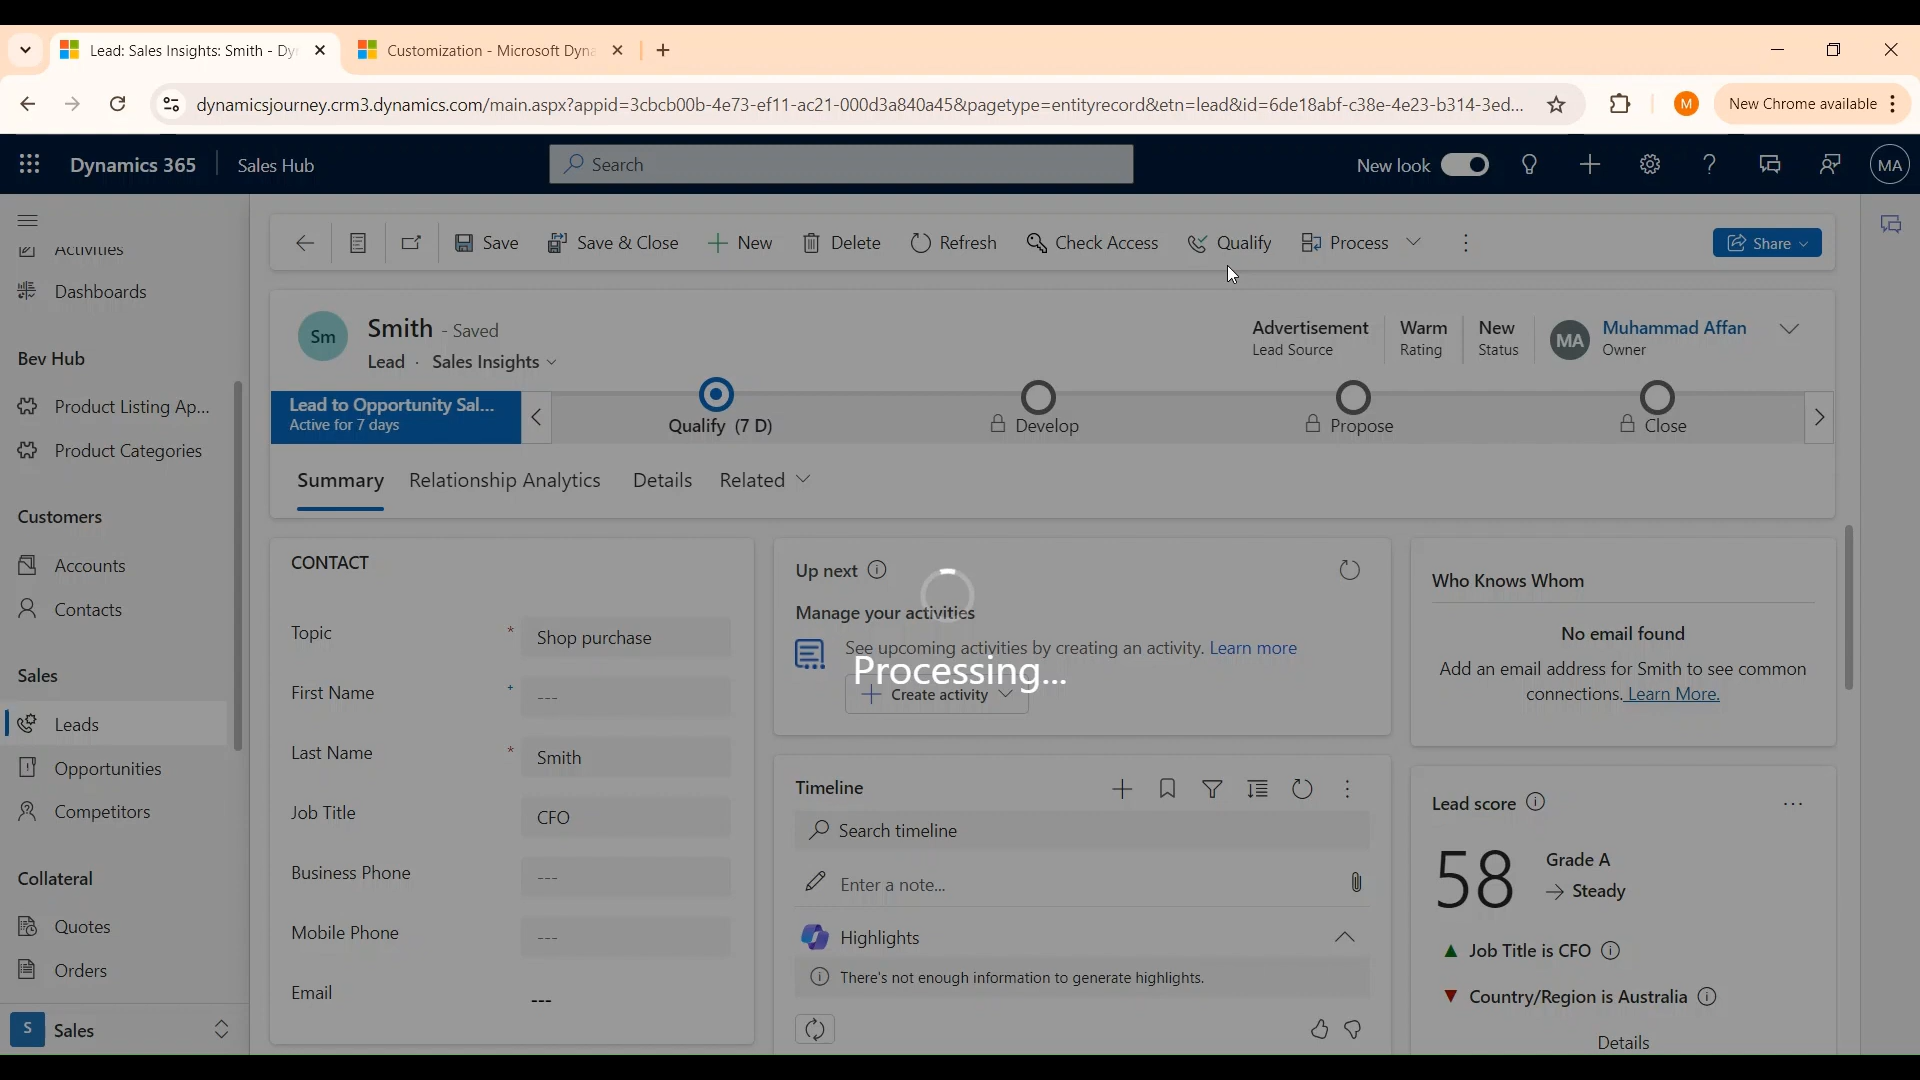 Lead: Sales Insights: Smith - Dy
Customization - Microsoft Dyna
dynamicsjourney.crm3.dynamics.com/main.aspx?appid=3cbcb00b-4e73-ef11-ac21-000d3a840a45&pagetype=entityrecord&etn=lead&id=6de18abf-c38e-4e23-b314-3ed...
M
New Chrome available
Dynamics 365
Sales Hub
Search
New look
MA
Activities
Dashboards
Bev Hub
Product Listing Ap...
Product Categories
Customers
Accounts
Contacts
Sales
Leads
Opportunities
Competitors
Collateral
Quotes
Orders
S
Sales
Save
Save & Close
New
Delete
Refresh
Check Access
Qualify
Process
Share
Sm
Smith - Saved
Lead · Sales Insights
Advertisement
Lead Source
Warm
Rating
New
Status
MA
Muhammad Affan
Owner
Lead to Opportunity Sal...
Active for 7 days
Qualify (7 D)
Develop
Propose
Close
Summary
Relationship Analytics
Details
Related
CONTACT
Topic * Shop purchase
First Name + ---
Last Name * Smith
Job Title CFO
Business Phone ---
Mobile Phone ---
Email ---
Up next
Manage your activities
See upcoming activities by creating an activity. Learn more
Create activity
Processing...
Timeline
Search timeline
Enter a note...
Highlights
There's not enough information to generate highlights.
Who Knows Whom
No email found
Add an email address for Smith to see common
connections. Learn More.
Lead score
...
58
Grade A
Steady
Job Title is CFO
Country/Region is Australia
Details